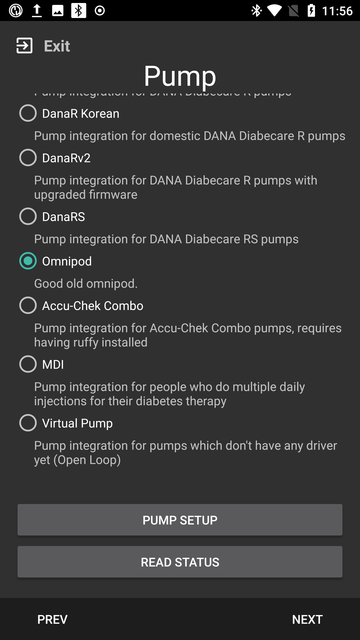 11:56
Exit
Pump
Pump integration for DANA Diabecare R pumps
DanaR Korean
Pump integration for domestic DANA Diabecare R pumps
DanaRv2
Pump integration for DANA Diabecare R pumps with
upgraded firmware
DanaRS
Pump integration for DANA Diabecare RS pumps
Omnipod
Good old omnipod.
Accu-Chek Combo
Pump integration for Accu-Chek Combo pumps, requires
having ruffy installed
MDI
Pump integration for people who do multiple daily
injections for their diabetes therapy
Virtual Pump
Pump integration for pumps which don't have any driver
yet (Open Loop)
PUMP SETUP
READ STATUS
PREV
NEXT